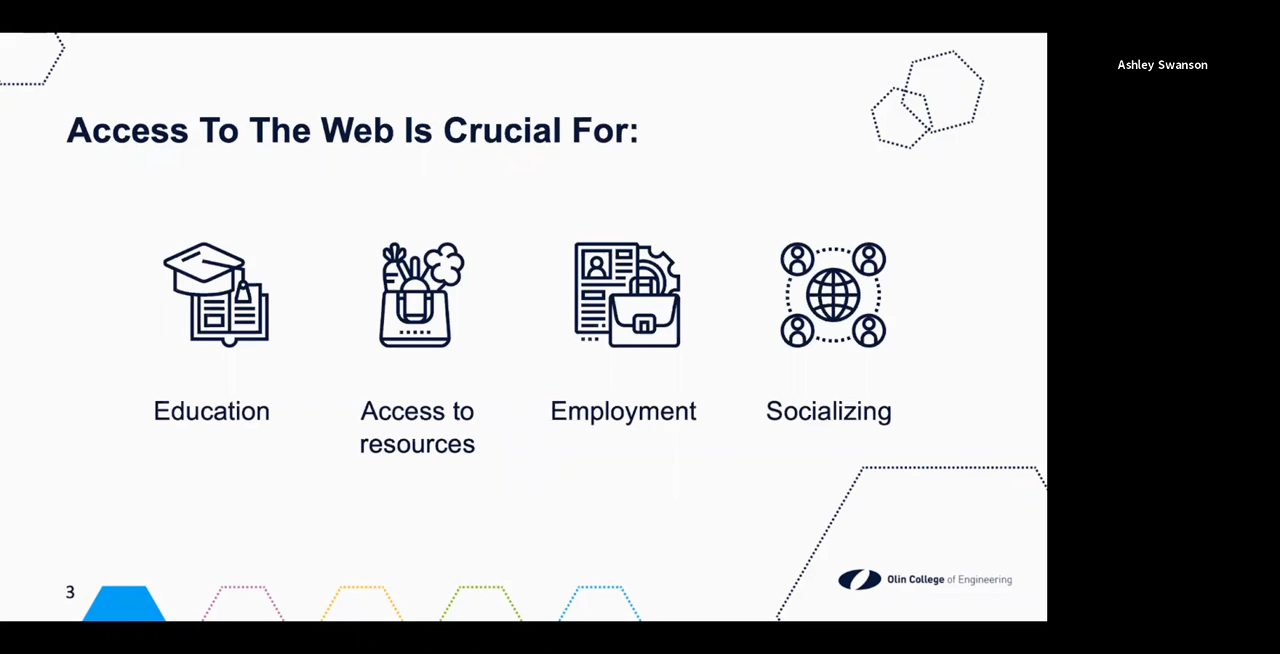 Ashley Swanson
Access To The Web Is Crucial For:
Education
Access to
resources
Employment
Socializing
3
Olin College of Engineering